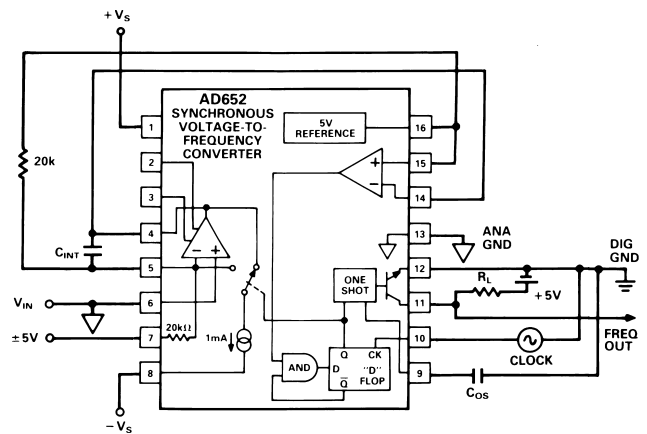 + VS
AD652
SYNCHRONOUS
VOLTAGE-TO-
FREQUENCY
CONVERTER
5V
REFERENCE
1
16
2
15
+
20k
3
14
−
4
13
ANA
GND
CINT
− +
5
12
DIG
GND
ONE
SHOT
RL
+5V
VIN
6
11
FREQ
OUT
±5V
7
20kΩ
1mA
10
CLOCK
Q CK
AND
D "D"
Q̅ FLOP
8
9
COS
− VS